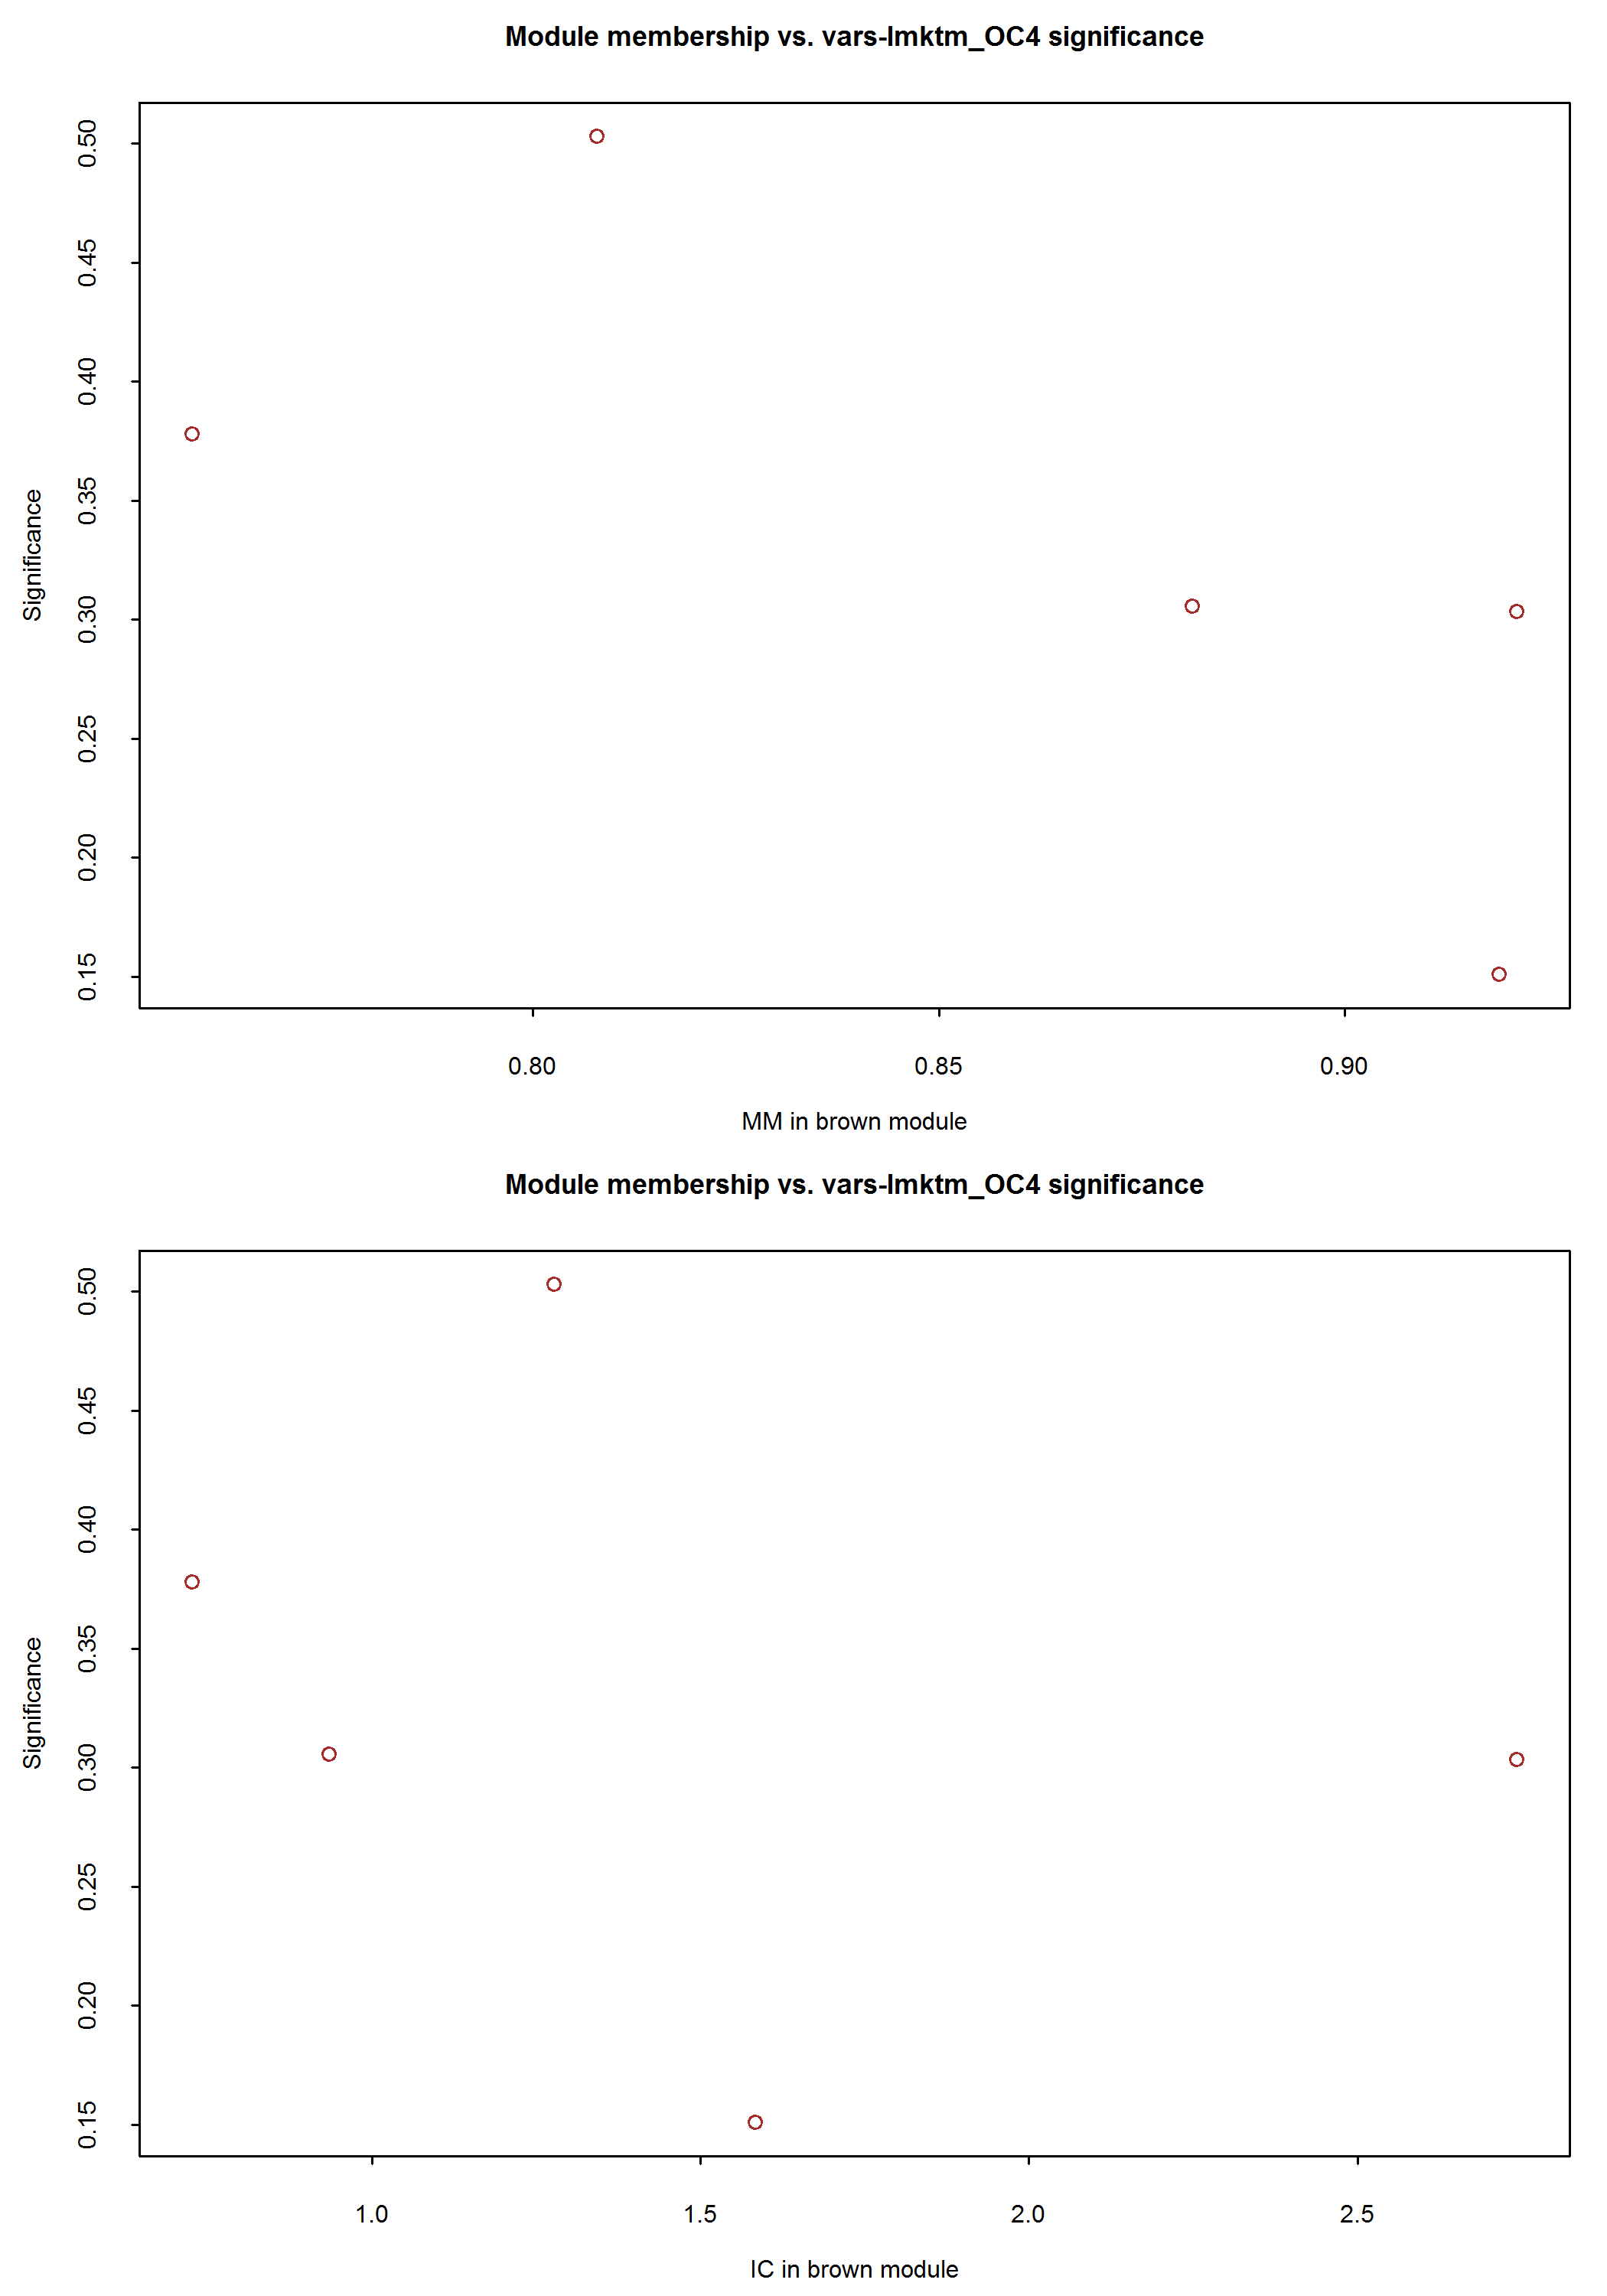 Module membership vs. vars-lmktm_OC4 significance
0.50
0.45
0.40
0.35
0.30
0.25
0.20
0.15
Significance
0.80 0.85 0.90
MM in brown module
Module membership vs. vars-lmktm_OC4 significance
0.50
0.45
0.40
0.35
0.30
0.25
0.20
0.15
Significance
1.0 1.5 2.0 2.5
IC in brown module